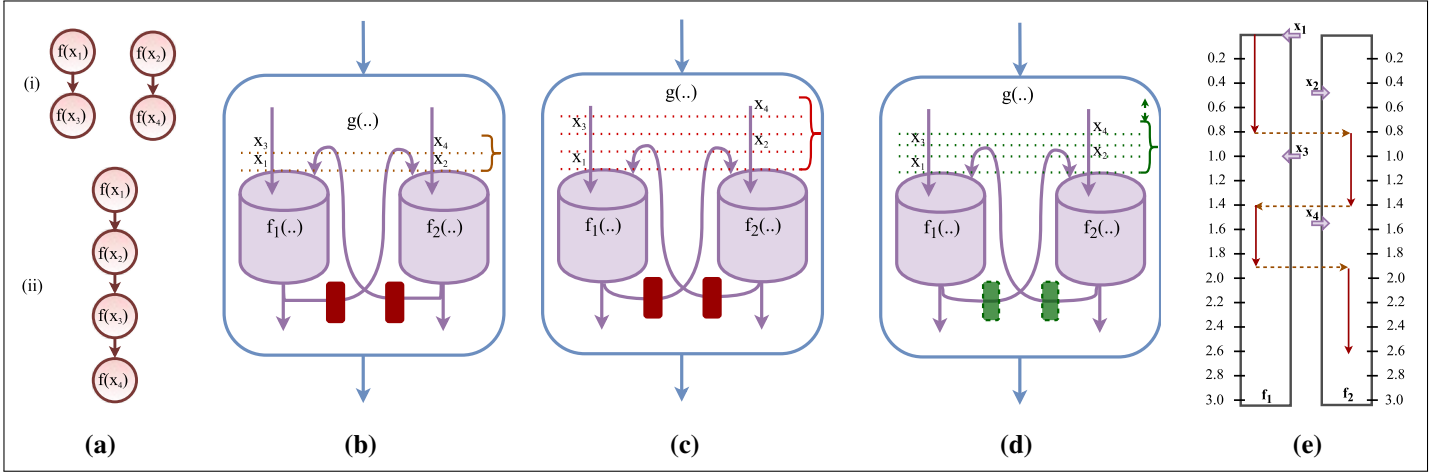 (i)
f(x₁)
f(x₂)
f(x₃)
f(x₄)
(ii)
f(x₁)
f(x₂)
f(x₃)
f(x₄)
(a)
g(..)
x₃
x₄
x₁
x₂
f₁(..)
f₂(..)
(b)
g(..)
x₄
x₃
x₂
x₁
f₁(..)
f₂(..)
(c)
g(..)
x₄
x₃
x₂
x₁
f₁(..)
f₂(..)
(d)
x₁
0.2 0.2
0.4 0.4
x₂
0.6 0.6
0.8 0.8
x₃
1.0 1.0
1.2 1.2
1.4 1.4
x₄
1.6 1.6
1.8 1.8
2.0 2.0
2.2 2.2
2.4 2.4
2.6 2.6
2.8 2.8
3.0 f₁ f₂ 3.0
(e)